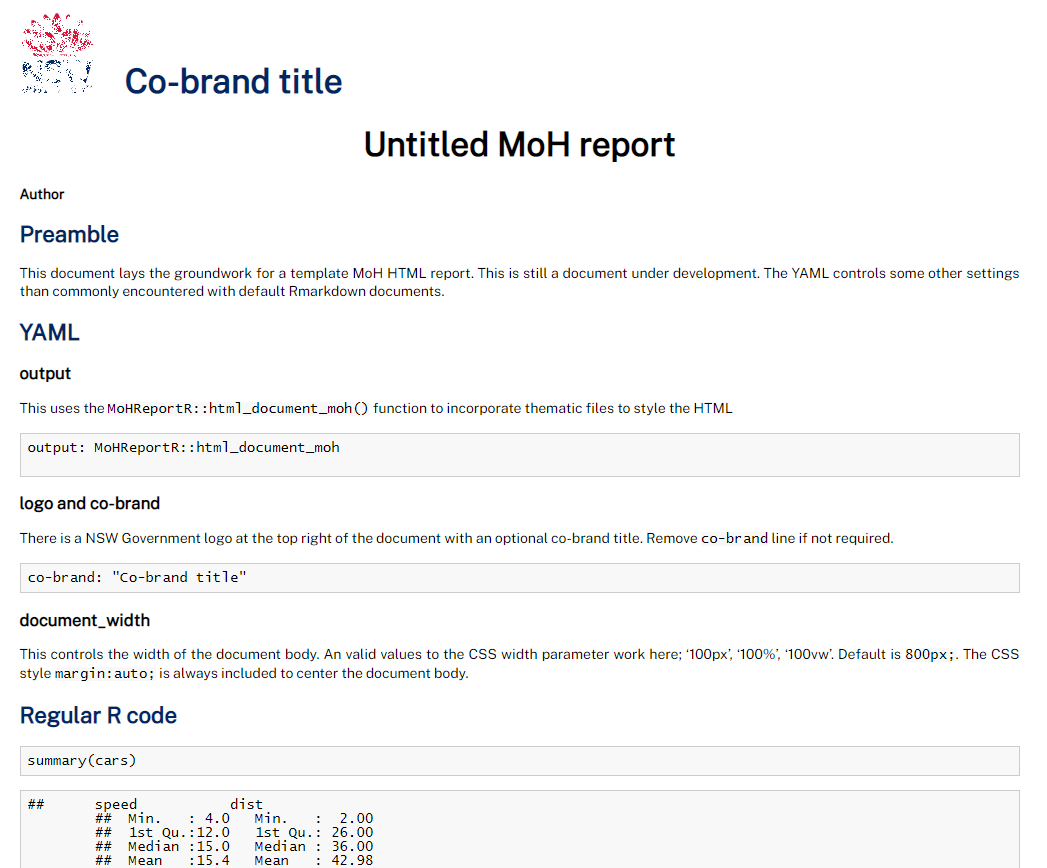 NSW
Co-brand title
Untitled MoH report
Author
Preamble
This document lays the groundwork for a template MoH HTML report. This is still a document under development. The YAML controls some other settings
than commonly encountered with default Rmarkdown documents.
YAML
output
This uses the MoHReportR::html_document_moh() function to incorporate thematic files to style the HTML
output: MoHReportR::html_document_moh
logo and co-brand
There is a NSW Government logo at the top right of the document with an optional co-brand title. Remove co-brand line if not required.
co-brand: "Co-brand title"
document_width
This controls the width of the document body. An valid values to the CSS width parameter work here; ‘100px’, ‘100%’, ‘100vw’. Default is 800px;. The CSS
style margin:auto; is always included to center the document body.
Regular R code
summary(cars)
##      speed           dist
## Min.   : 4.0   Min.   :  2.00
## 1st Qu.:12.0   1st Qu.: 26.00
## Median :15.0   Median : 36.00
## Mean   :15.4   Mean   : 42.98